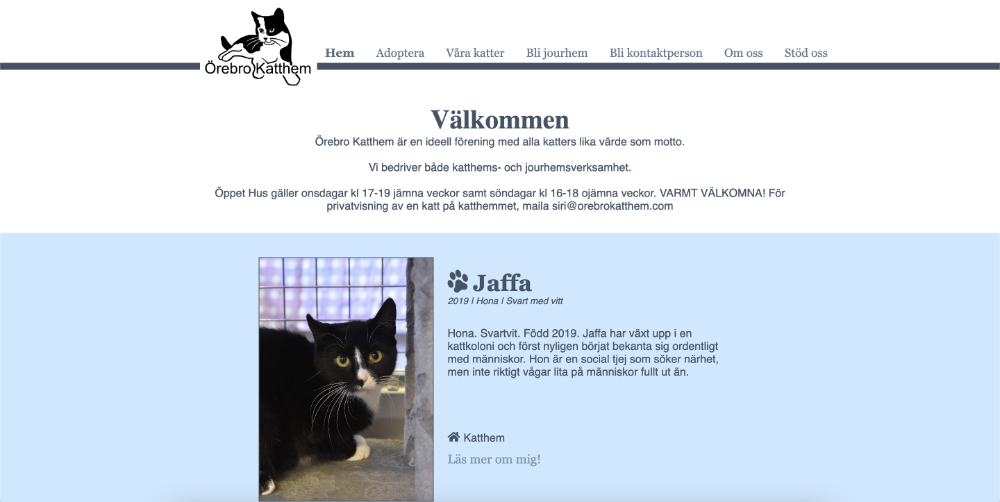 Örebro Katthem
Hem Adoptera Våra katter Bli jourhem Bli kontaktperson Om oss Stöd oss
Välkommen
Örebro Katthem är en ideell förening med alla katters lika värde som motto.
Vi bedriver både katthems- och jourhemsverksamhet.
Öppet Hus gäller onsdagar kl 17-19 jämna veckor samt söndagar kl 16-18 ojämna veckor. VARMT VÄLKOMNA! För
privatvisning av en katt på katthemmet, maila siri@orebrokatthem.com
Jaffa
2019 I Hona I Svart med vitt
Hona. Svartvit. Född 2019. Jaffa har växt upp i en
kattkoloni och först nyligen börjat bekanta sig ordentligt
med människor. Hon är en social tjej som söker närhet,
men inte riktigt vågar lita på människor fullt ut än.
Katthem
Läs mer om mig!